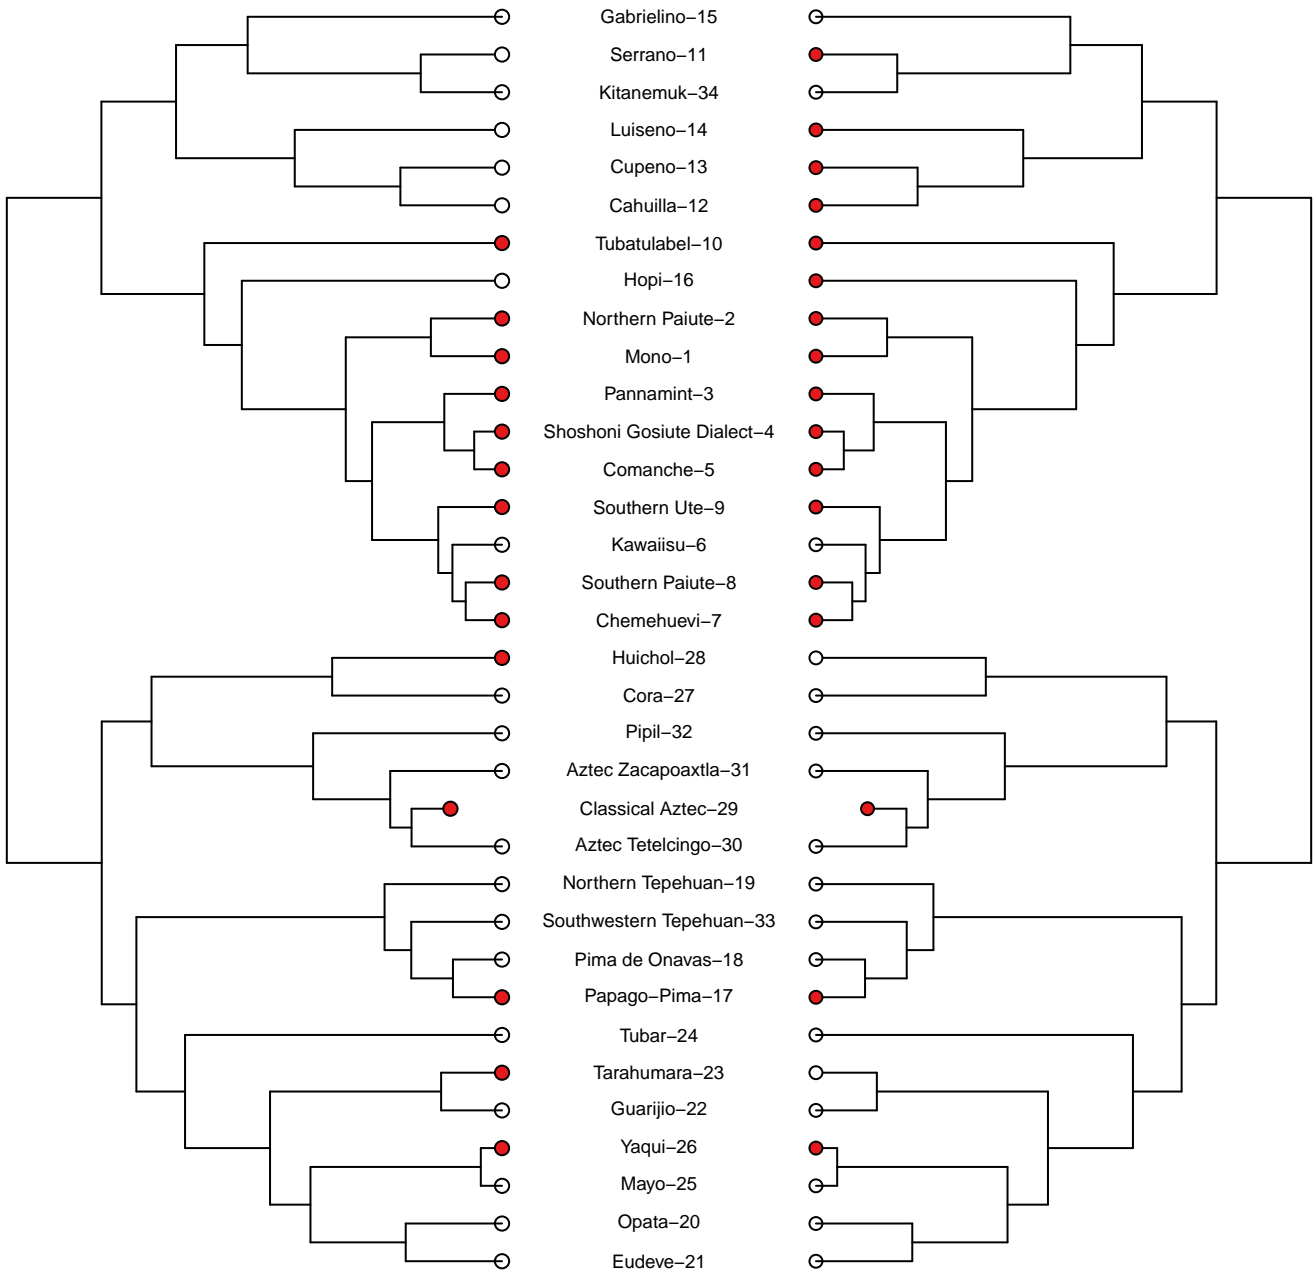 Gabrielino–15
Serrano–11
Kitanemuk–34
Luiseno–14
Cupeno–13
Cahuilla–12
Tubatulabel–10
Hopi–16
Northern Paiute–2
Mono–1
Pannamint–3
Shoshoni Gosiute Dialect–4
Comanche–5
Southern Ute–9
Kawaiisu–6
Southern Paiute–8
Chemehuevi–7
Huichol–28
Cora–27
Pipil–32
Aztec Zacapoaxtla–31
Classical Aztec–29
Aztec Tetelcingo–30
Northern Tepehuan–19
Southwestern Tepehuan–33
Pima de Onavas–18
Papago–Pima–17
Tubar–24
Tarahumara–23
Guarijio–22
Yaqui–26
Mayo–25
Opata–20
Eudeve–21